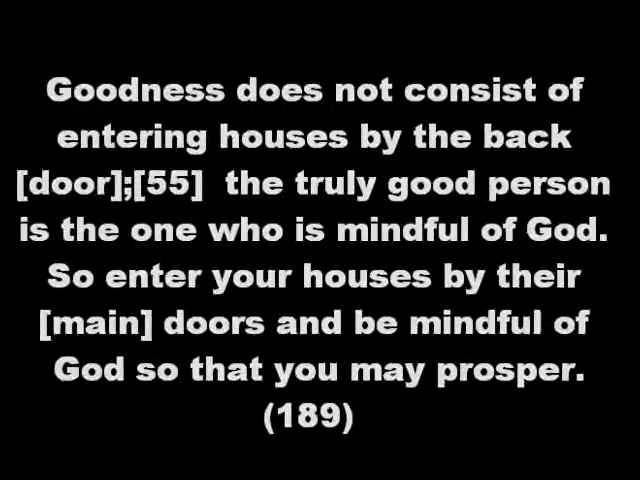 Goodness does not consist of
entering houses by the back
[door];[55] the truly good person
is the one who is mindful of God.
So enter your houses by their
[main] doors and be mindful of
God so that you may prosper.
(189)